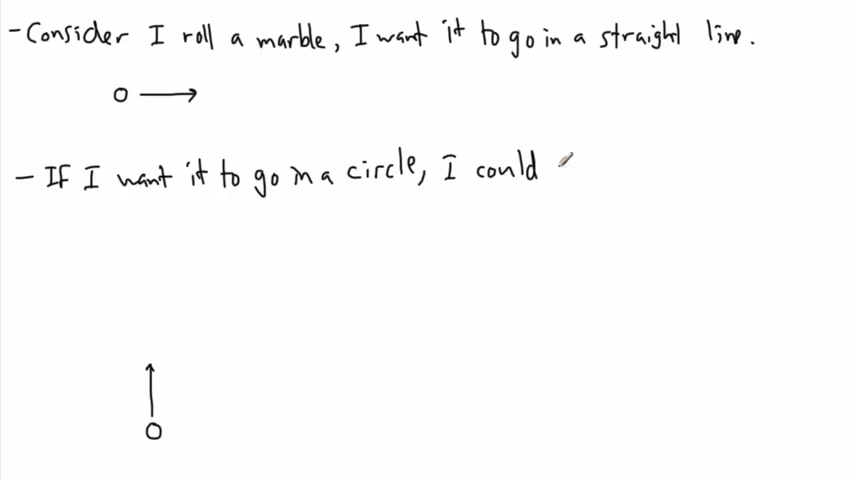 - Consider I roll a marble, I want it to go in a straight line.
- If I want it to go in a circle, I could